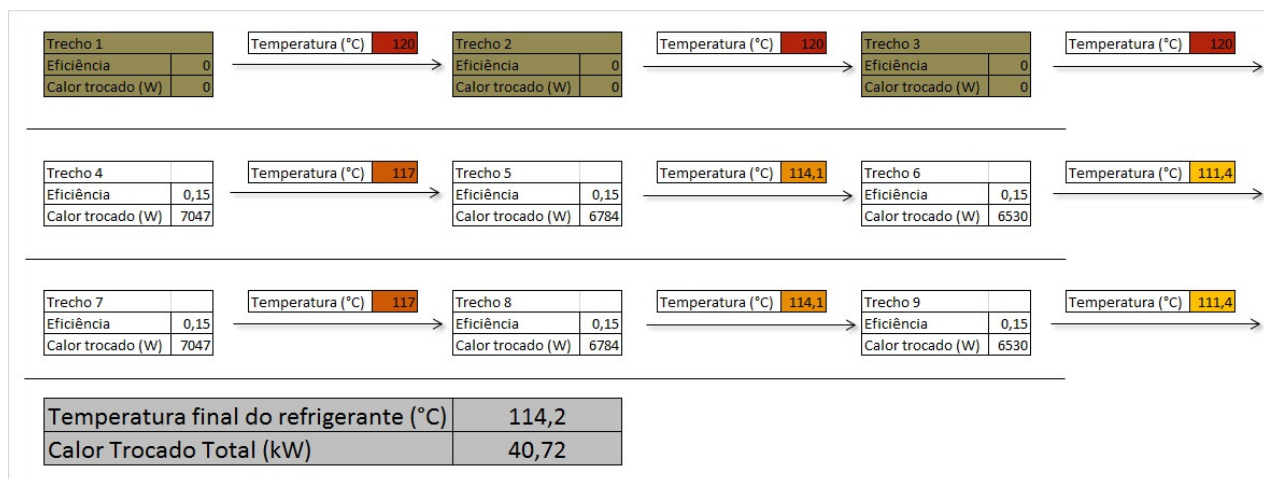 Trecho 1
Temperatura (°C) 120
Trecho 2
Temperatura (°C) 120
Trecho 3
Temperatura (°C) 120
Eficiência 0
Eficiência 0
Eficiência 0
Calor trocado (W) 0
Calor trocado (W) 0
Calor trocado (W) 0
Trecho 4
Temperatura (°C) 117
Trecho 5
Temperatura (°C) 114,1
Trecho 6
Temperatura (°C) 111,4
Eficiência 0,15
Eficiência 0,15
Eficiência 0,15
Calor trocado (W) 7047
Calor trocado (W) 6784
Calor trocado (W) 6530
Trecho 7
Temperatura (°C) 117
Trecho 8
Temperatura (°C) 114,1
Trecho 9
Temperatura (°C) 111,4
Eficiência 0,15
Eficiência 0,15
Eficiência 0,15
Calor trocado (W) 7047
Calor trocado (W) 6784
Calor trocado (W) 6530
Temperatura final do refrigerante (°C) 114,2
Calor Trocado Total (kW) 40,72